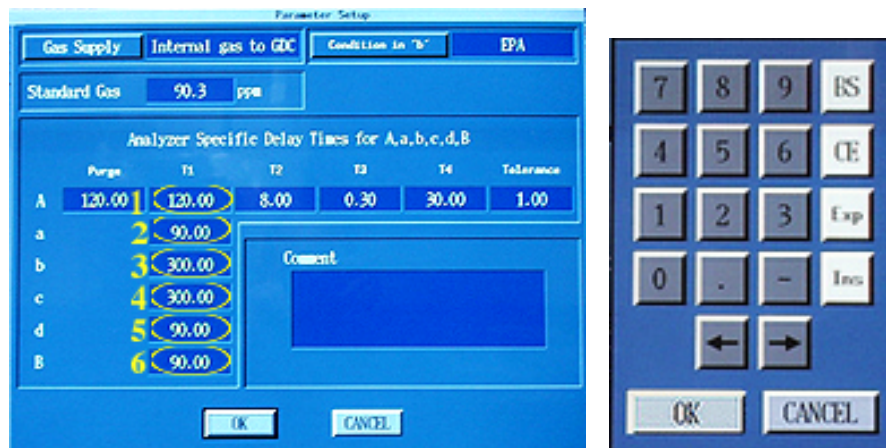 Parameter Setup
Gas Supply Internal gas to GDC Condition in "b" EPA
Standard Gas 90.3 ppm
Analyzer Specific Delay Times for A,a,b,c,d,B
Purge T1 T2 T3 T4 Tolerance
A 120.00 1 120.00 8.00 0.30 30.00 1.00
a 2 90.00
b 3 300.00
c 4 300.00
d 5 90.00
B 6 90.00
Comment
OK CANCEL
7 8 9 BS
4 5 6 CE
1 2 3 Exp
0 . - Ins
← →
OK CANCEL